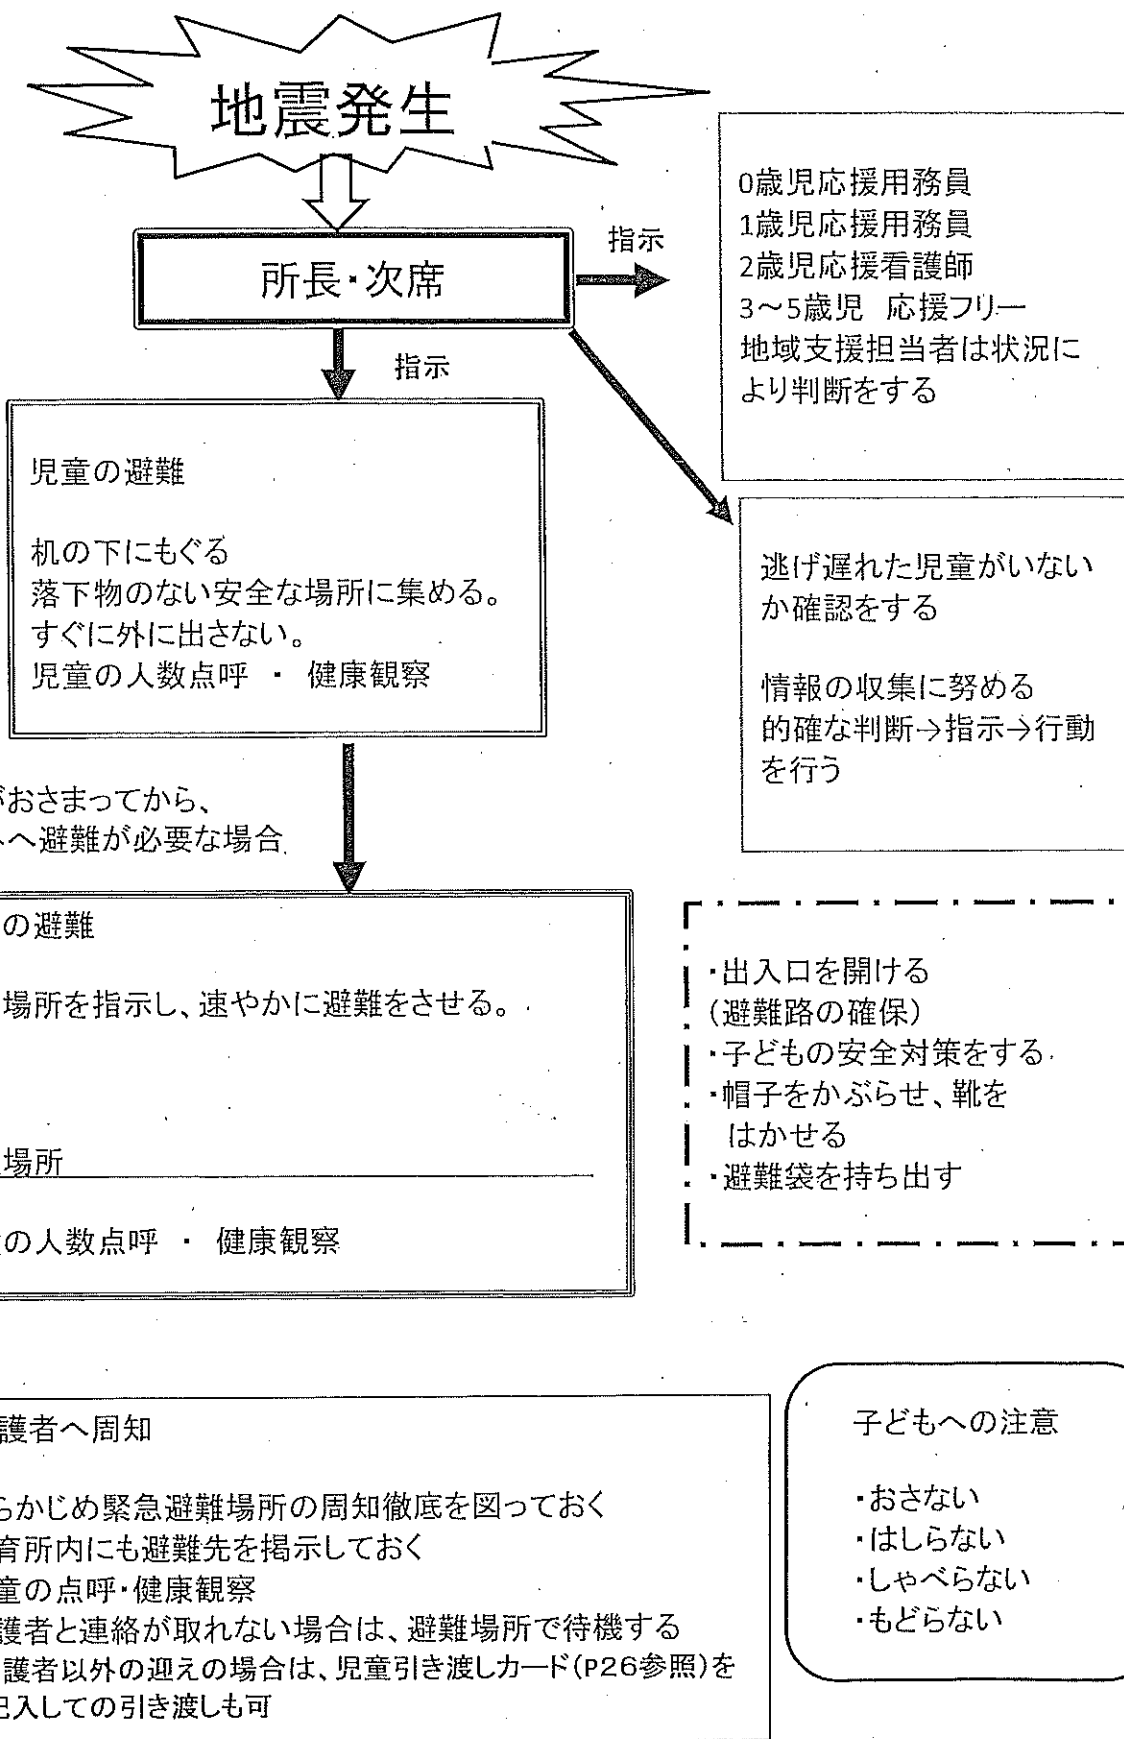 地震発生
所長・次席
指示
指示
0歳児応援用務員
1歳児応援用務員
2歳児応援看護師
3～5歳児　応援フリー
地域支援担当者は状況に
より判断をする
児童の避難
机の下にもぐる
落下物のない安全な場所に集める。
すぐに外に出さない。
児童の人数点呼　・　健康観察
逃げ遅れた児童がいない
か確認をする
情報の収集に努める
的確な判断→指示→行動
を行う
がおさまってから、
へ避難が必要な場合
の避難
場所を指示し、速やかに避難をさせる。
場所
の人数点呼　・　健康観察
・出入口を開ける
(避難路の確保)
・子どもの安全対策をする
・帽子をかぶらせ、靴を
はかせる
・避難袋を持ち出す
護者へ周知
らかじめ緊急避難場所の周知徹底を図っておく
育所内にも避難先を掲示しておく
童の点呼・健康観察
護者と連絡が取れない場合は、避難場所で待機する
護者以外の迎えの場合は、児童引き渡しカード(P26参照)を
記入しての引き渡しも可
子どもへの注意
・おさない
・はしらない
・しゃべらない
・もどらない